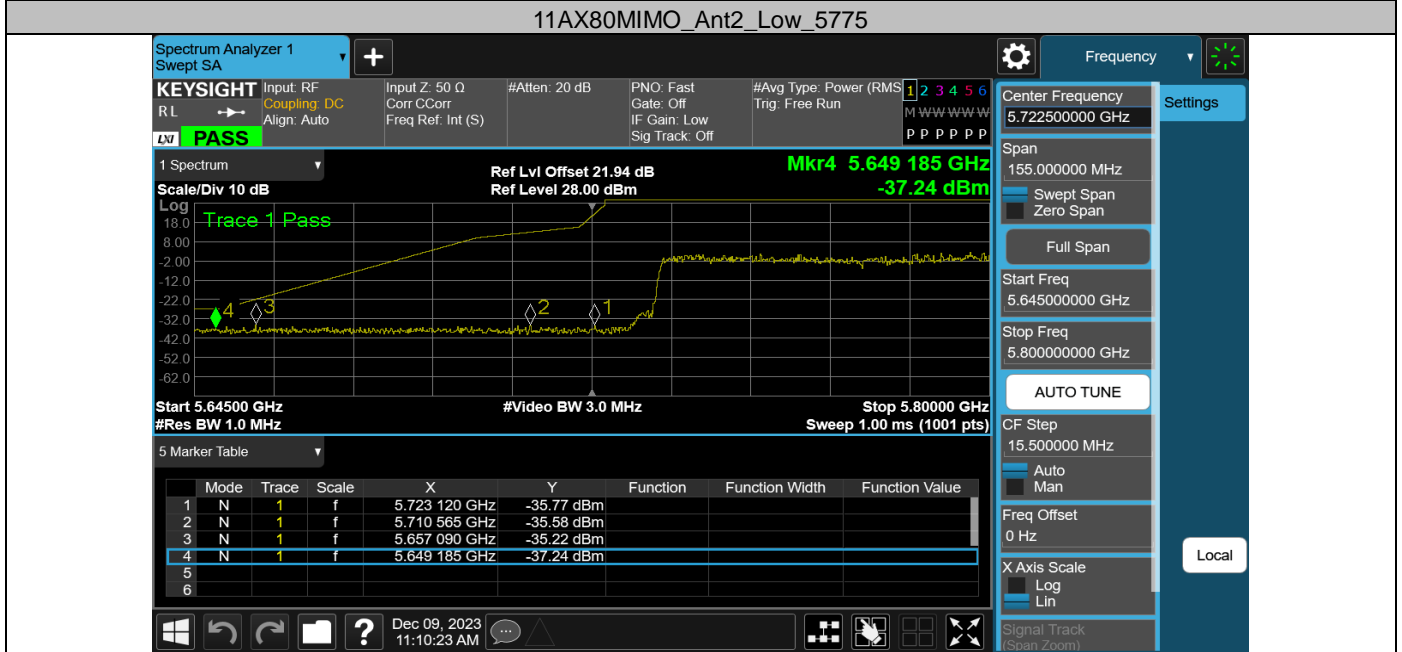 11AX80MIMO_Ant2_Low_5775
Spectrum Analyzer 1
Swept SA
+
Frequency
KEYSIGHT
RL
LXI PASS
Input: RF
Coupling: DC
Align: Auto
Input Z: 50 Ω
Corr CCorr
Freq Ref: Int (S)
#Atten: 20 dB
PNO: Fast
Gate: Off
IF Gain: Low
Sig Track: Off
#Avg Type: Power (RMS
Trig: Free Run
1 2 3 4 5 6
M W W W W W
P P P P P P
1 Spectrum
Scale/Div 10 dB
Ref Lvl Offset 21.94 dB
Ref Level 28.00 dBm
Mkr4 5.649 185 GHz
-37.24 dBm
Log
Trace 1 Pass
18.0
8.00
-2.00
-12.0
-22.0
-32.0
-42.0
-52.0
-62.0
4 3 2 1
Start 5.64500 GHz
#Video BW 3.0 MHz
Stop 5.80000 GHz
#Res BW 1.0 MHz
Sweep 1.00 ms (1001 pts)
5 Marker Table
Mode Trace Scale X Y Function Function Width Function Value
1 N 1 f 5.723 120 GHz -35.77 dBm
2 N 1 f 5.710 565 GHz -35.58 dBm
3 N 1 f 5.657 090 GHz -35.22 dBm
4 N 1 f 5.649 185 GHz -37.24 dBm
5
6
Center Frequency
5.722500000 GHz
Settings
Span
155.000000 MHz
Swept Span
Zero Span
Full Span
Start Freq
5.645000000 GHz
Stop Freq
5.800000000 GHz
AUTO TUNE
CF Step
15.500000 MHz
Auto
Man
Freq Offset
0 Hz
Local
X Axis Scale
Log
Lin
Signal Track
(Span Zoom)
?
Dec 09, 2023
11:10:23 AM